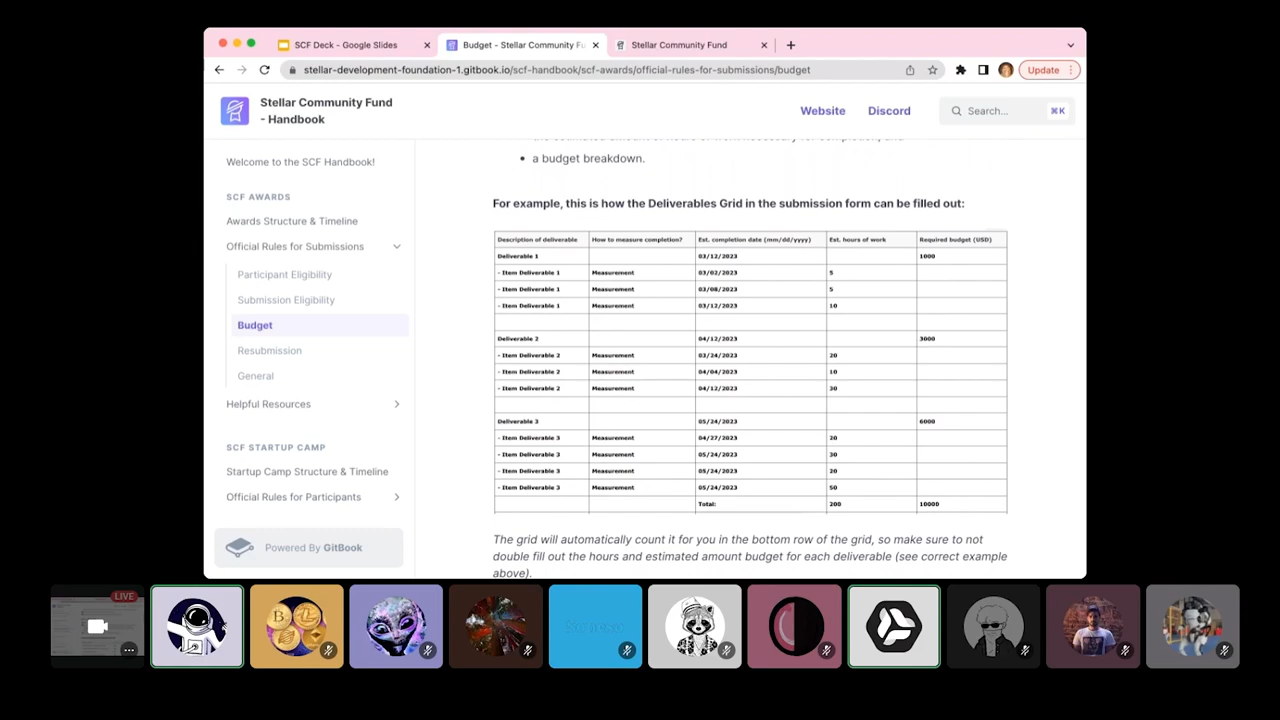 SCF Deck - Google Slides
Budget - Stellar Community Fu
Stellar Community Fund
stellar-development-foundation-1.gitbook.io/scf-handbook/scf-awards/official-rules-for-submissions/budget
Update
Stellar Community Fund
- Handbook
Website
Discord
Search...
⌘K
Welcome to the SCF Handbook!
SCF AWARDS
Awards Structure & Timeline
Official Rules for Submissions
Participant Eligibility
Submission Eligibility
Budget
Resubmission
General
Helpful Resources
SCF STARTUP CAMP
Startup Camp Structure & Timeline
Official Rules for Participants
Powered By GitBook
• a budget breakdown.
For example, this is how the Deliverables Grid in the submission form can be filled out:
Description of deliverable How to measure completion? Est. completion date (mm/dd/yyyy) Est. hours of work Required budget (USD)
Deliverable 1 03/12/2023 1000
- Item Deliverable 1 Measurement 03/02/2023 5
- Item Deliverable 1 Measurement 03/08/2023 5
- Item Deliverable 1 Measurement 03/12/2023 10
Deliverable 2 04/12/2023 3000
- Item Deliverable 2 Measurement 03/24/2023 20
- Item Deliverable 2 Measurement 04/04/2023 10
- Item Deliverable 2 Measurement 04/12/2023 30
Deliverable 3 05/24/2023 6000
- Item Deliverable 3 Measurement 04/27/2023 20
- Item Deliverable 3 Measurement 05/24/2023 30
- Item Deliverable 3 Measurement 05/24/2023 20
- Item Deliverable 3 Measurement 05/24/2023 50
Total: 200 10000
The grid will automatically count it for you in the bottom row of the grid, so make sure to not
double fill out the hours and estimated amount budget for each deliverable (see correct example
above).
LIVE